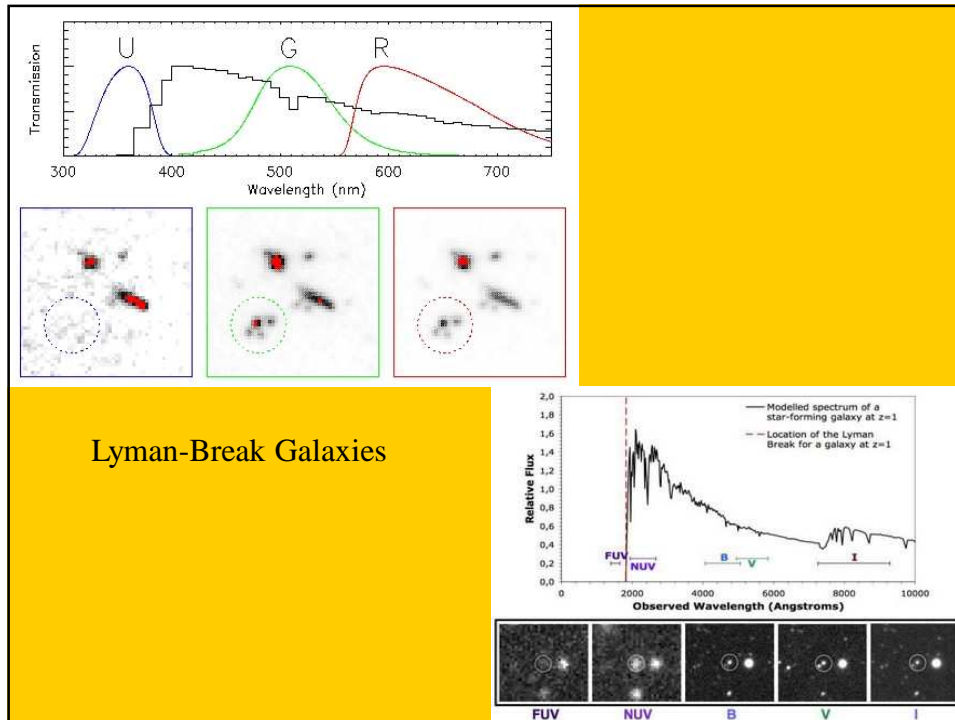 U G R
Transmission
300 400 500 600 700
Wavelength (nm)
Lyman-Break Galaxies
2,0
1,8
1,6
1,4
1,2
1,0
0,8
0,6
0,4
0,2
0,0
Relative Flux
Modelled spectrum of a
star-forming galaxy at z=1
Location of the Lyman
Break for a galaxy at z=1
FUV
NUV
B
V
I
0 2000 4000 6000 8000 10000
Observed Wavelength (Angstroms)
FUV NUV B V I